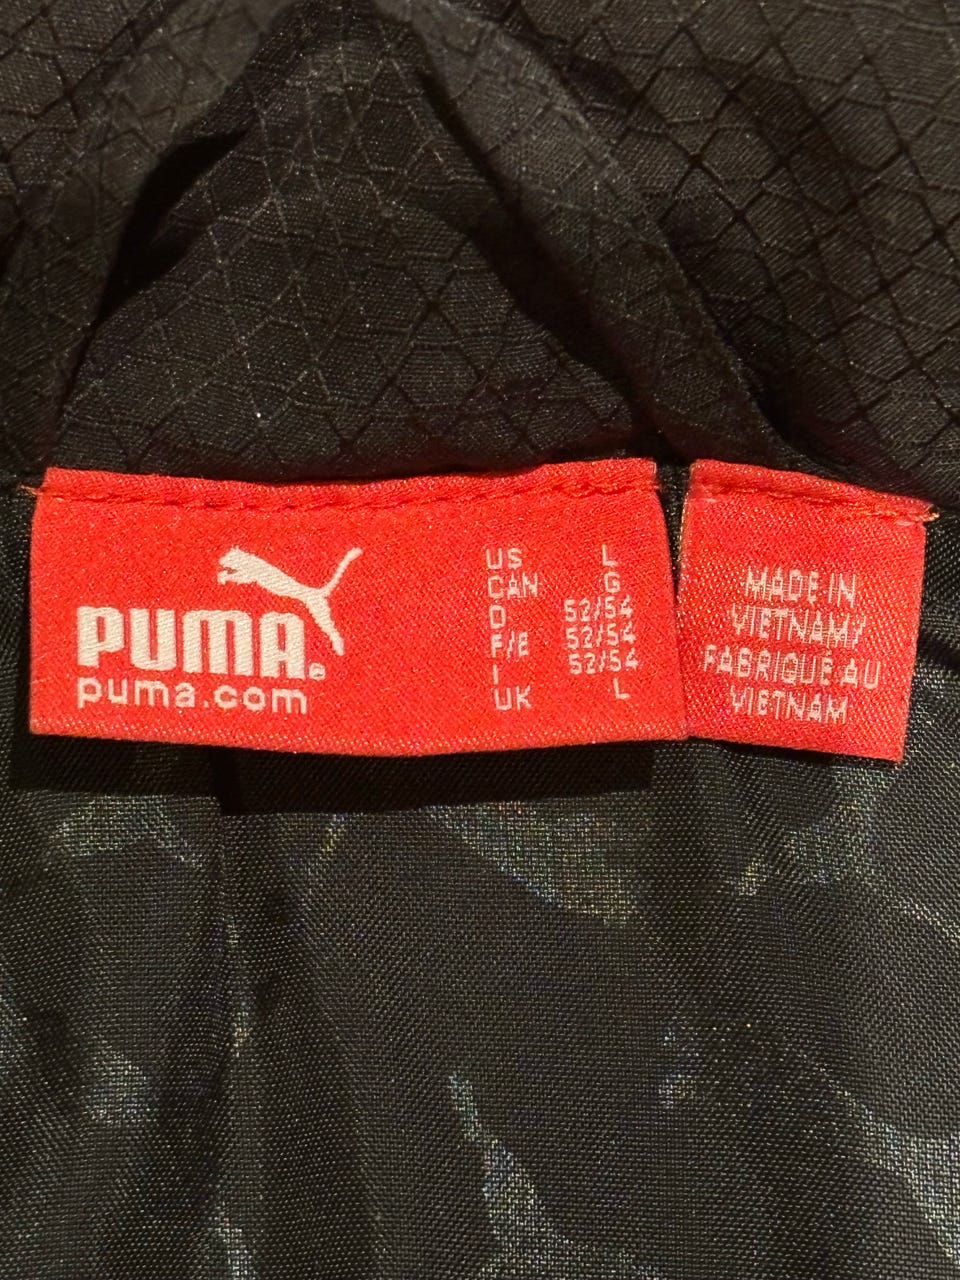 PUMA®
puma.com
US L
CAN G
D 52/54
F/E 52/54
I 52/54
UK L
MADE IN
VIETNAM/
FABRIQUE AU
VIETNAM